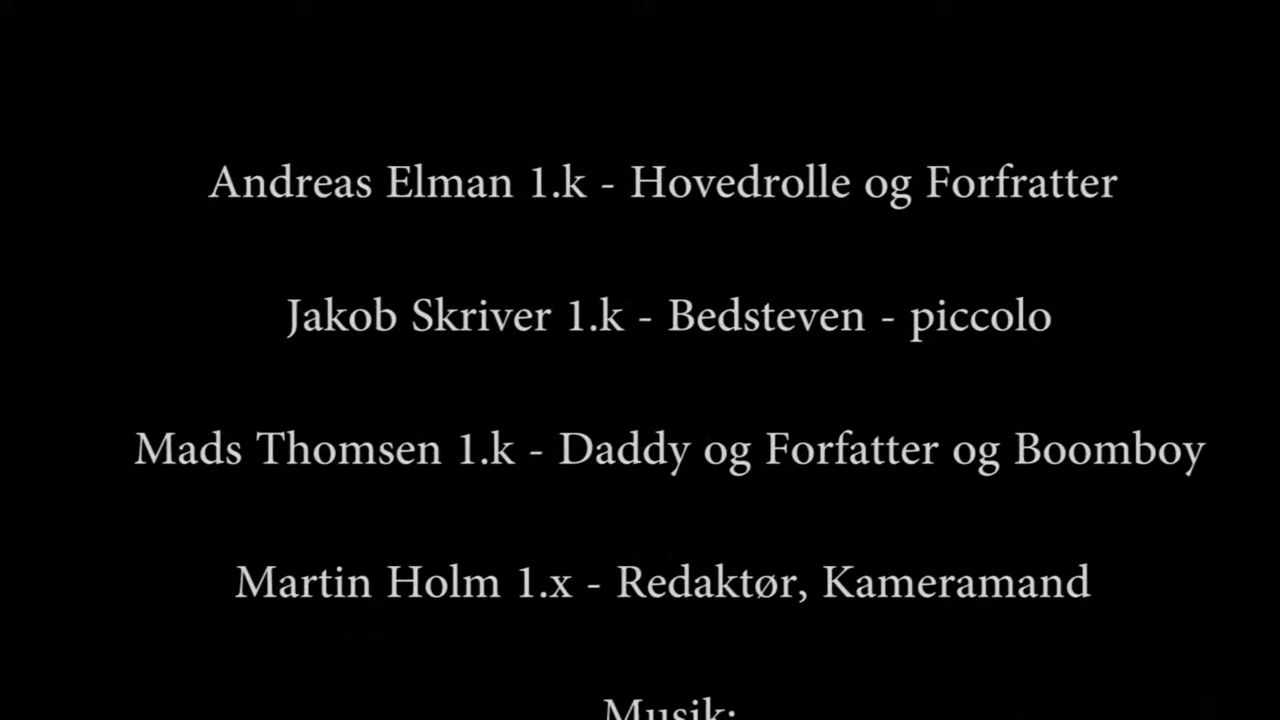 Andreas Elman 1.k - Hovedrolle og Forfratter
Jakob Skriver 1.k - Bedsteven - piccolo
Mads Thomsen 1.k - Daddy og Forfatter og Boomboy
Martin Holm 1.x - Redaktør, Kameramand
Musik: